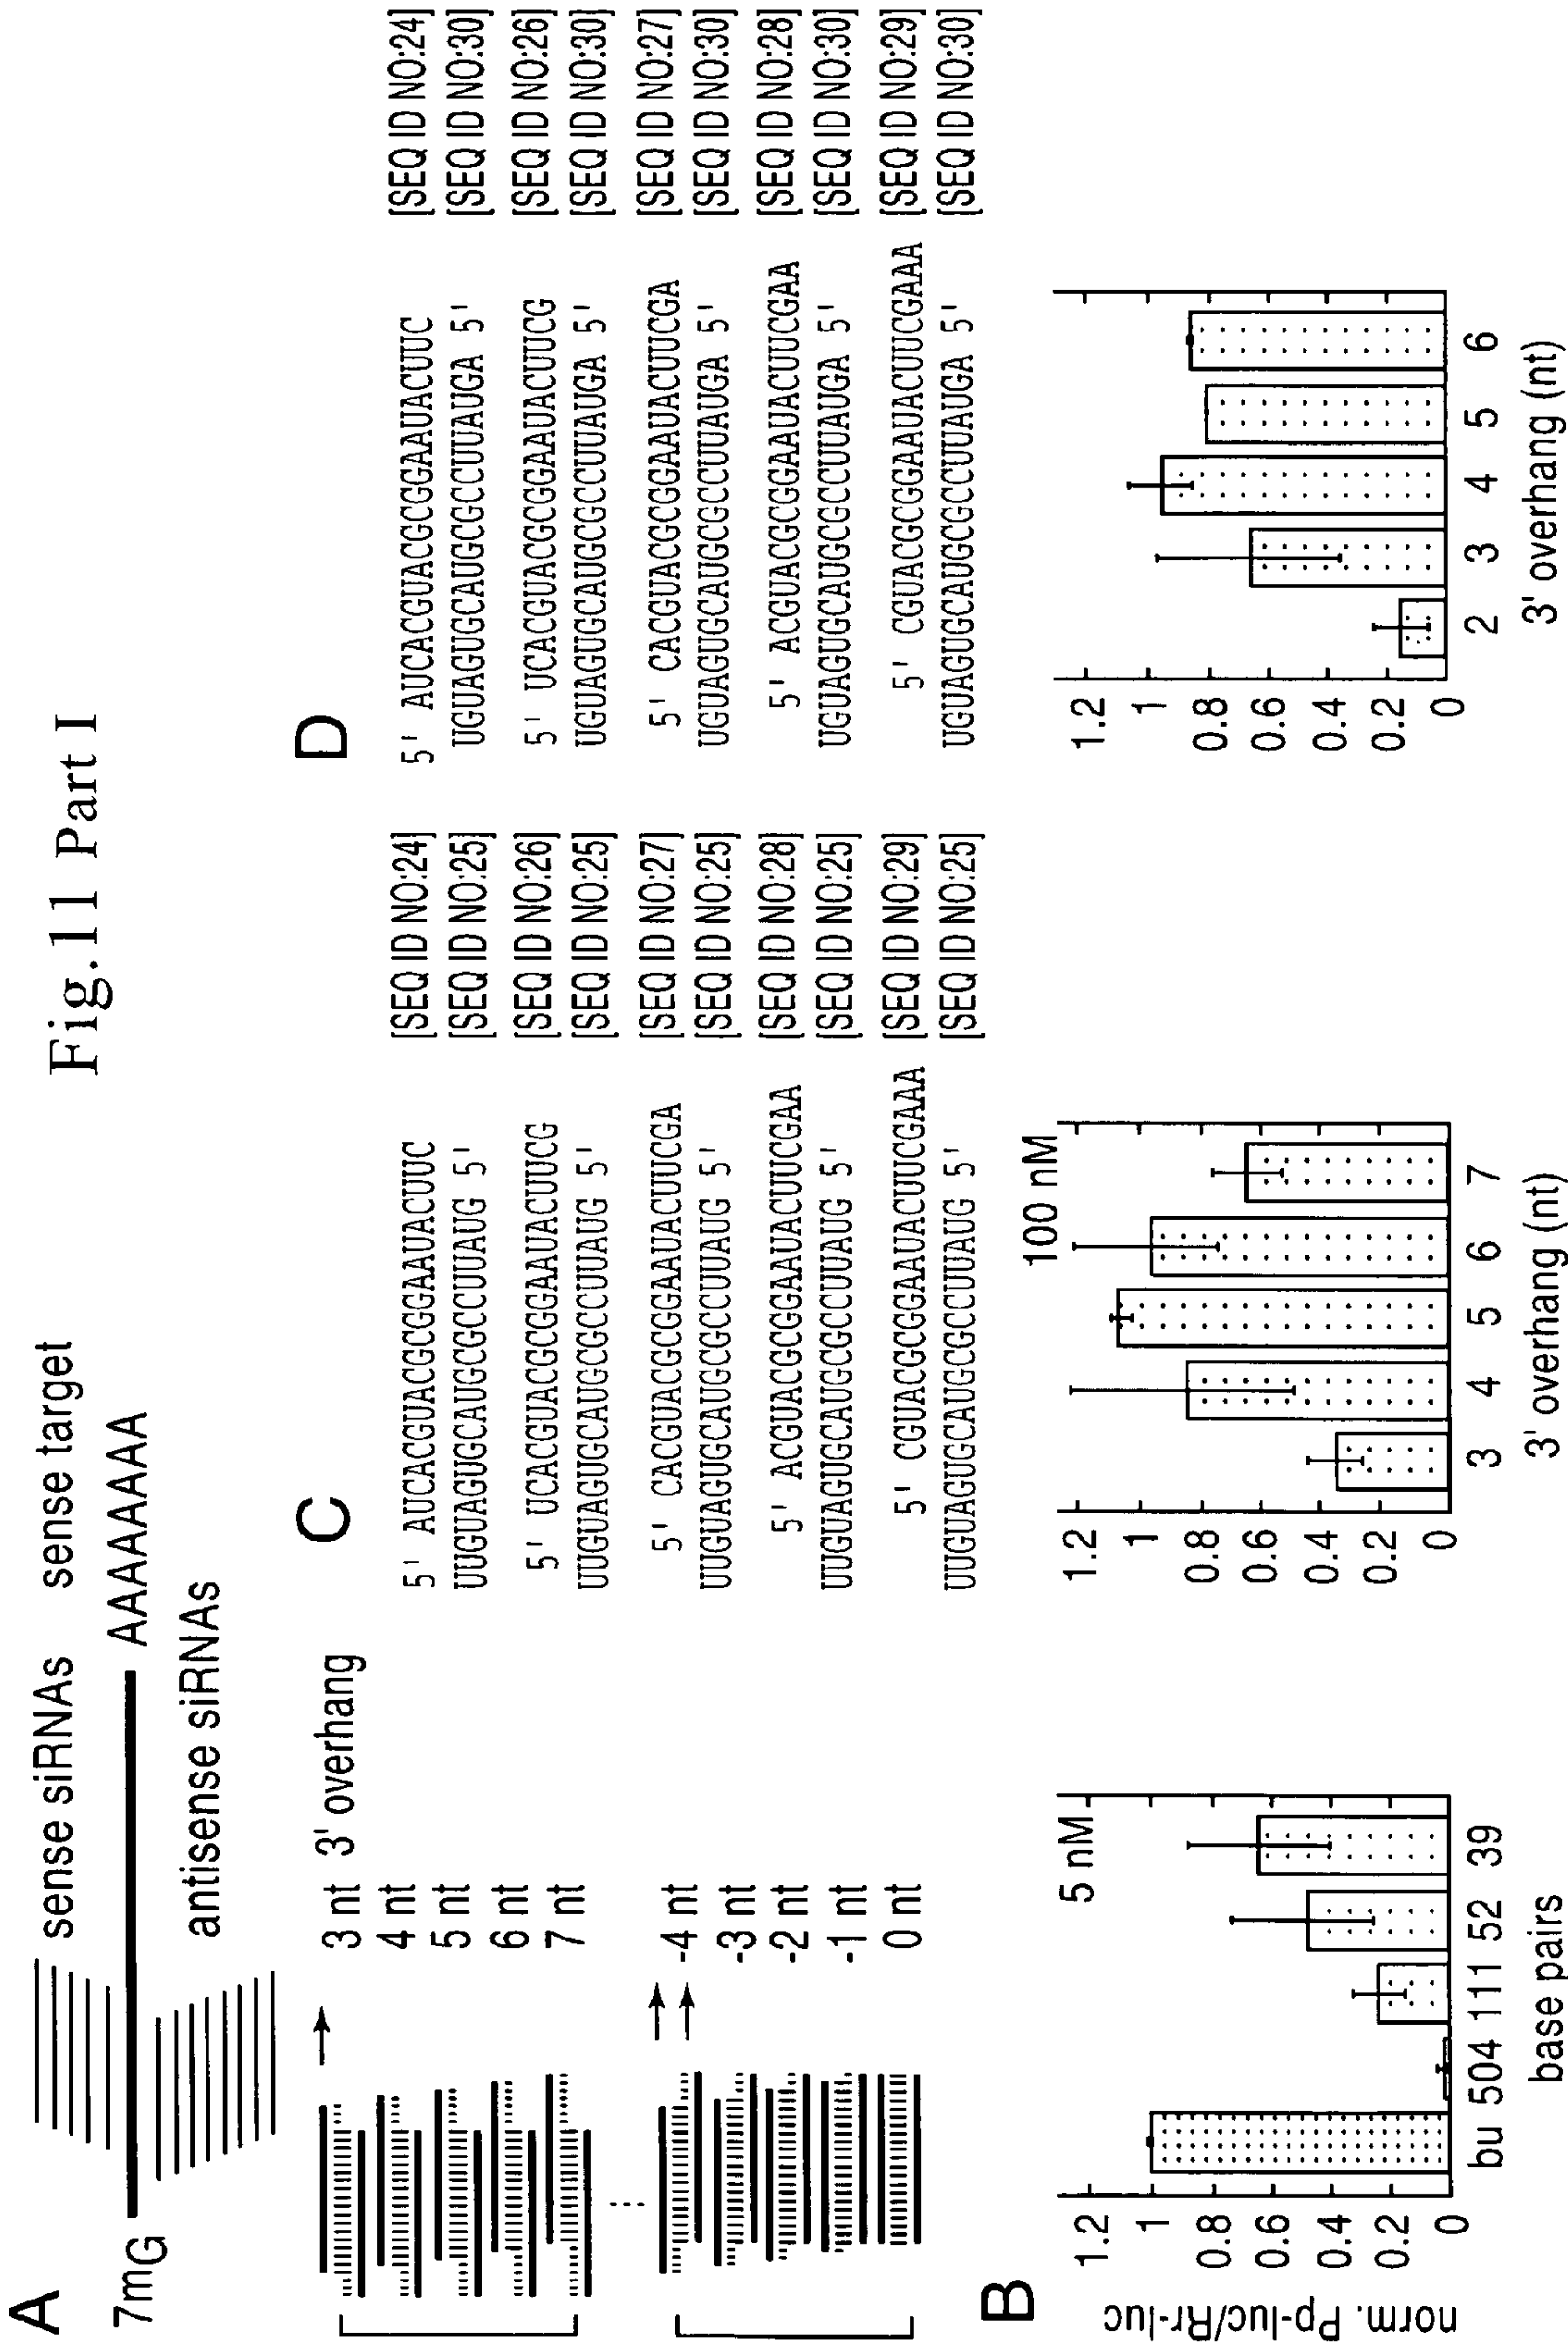 Fig.11 Part I
A
sense siRNAs sense target
7mG AAAAAAAA
antisense siRNAs
3' overhang
3 nt
4 nt
5 nt
6 nt
7 nt
-4 nt
-3 nt
-2 nt
-1 nt
0 nt
B
norm. Pp-luc/Rr-luc
1.2
1
0.8
0.6
0.4
0.2
0
5 nM
bu 504 111 52 39
base pairs
C
5' AUCACGUACGCGGAAUACUUC [SEQ ID NO:24]
UUGUAGUGCAUGCGCCUUAUG 5' [SEQ ID NO:25]
5' UCACGUACGCGGAAUACUUCG [SEQ ID NO:26]
UUGUAGUGCAUGCGCCUUAUG 5' [SEQ ID NO:25]
5' CACGUACGCGGAAUACUUCGA [SEQ ID NO:27]
UUGUAGUGCAUGCGCCUUAUG 5' [SEQ ID NO:25]
5' ACGUACGCGGAAUACUUCGAA [SEQ ID NO:28]
UUGUAGUGCAUGCGCCUUAUG 5' [SEQ ID NO:25]
5' CGUACGCGGAAUACUUCGAAA [SEQ ID NO:29]
UUGUAGUGCAUGCGCCUUAUG 5' [SEQ ID NO:25]
1.2
1
0.8
0.6
0.4
0.2
0
100 nM
3 4 5 6 7
3' overhang (nt)
D
5' AUCACGUACGCGGAAUACUUC [SEQ ID NO:24]
UGUAGUGCAUGCGCCUUAUGA 5' [SEQ ID NO:30]
5' UCACGUACGCGGAAUACUUCG [SEQ ID NO:26]
UGUAGUGCAUGCGCCUUAUGA 5' [SEQ ID NO:30]
5' CACGUACGCGGAAUACUUCGA [SEQ ID NO:27]
UGUAGUGCAUGCGCCUUAUGA 5' [SEQ ID NO:30]
5' ACGUACGCGGAAUACUUCGAA [SEQ ID NO:28]
UGUAGUGCAUGCGCCUUAUGA 5' [SEQ ID NO:30]
5' CGUACGCGGAAUACUUCGAAA [SEQ ID NO:29]
UGUAGUGCAUGCGCCUUAUGA 5' [SEQ ID NO:30]
1.2
1
0.8
0.6
0.4
0.2
0
2 3 4 5 6
3' overhang (nt)